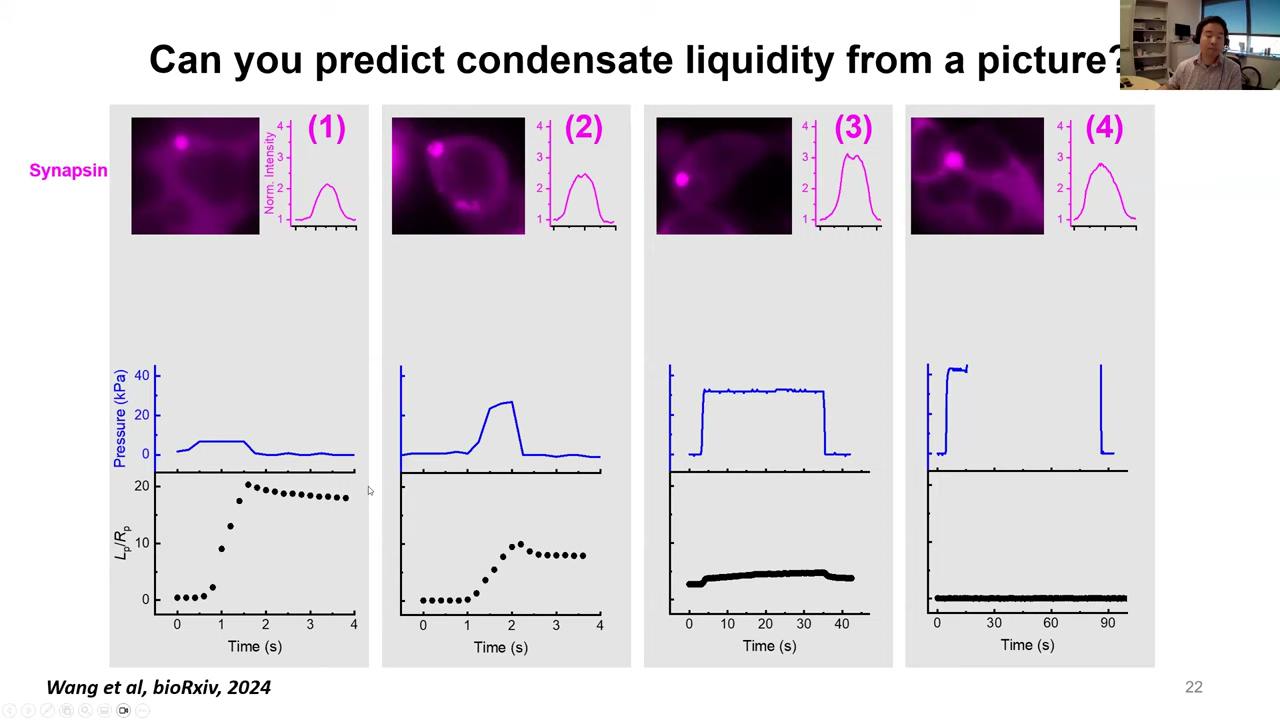 Can you predict condensate liquidity from a picture?
Synapsin
(1)
Norm. Intensity
4
3
2
1
(2)
4
3
2
1
(3)
4
3
2
1
(4)
4
3
2
1
Pressure (kPa)
40
20
0
Lp/Rp
20
10
0
0 1 2 3 4
Time (s)
0 1 2 3 4
Time (s)
0 10 20 30 40
Time (s)
0 30 60 90
Time (s)
Wang et al, bioRxiv, 2024
22